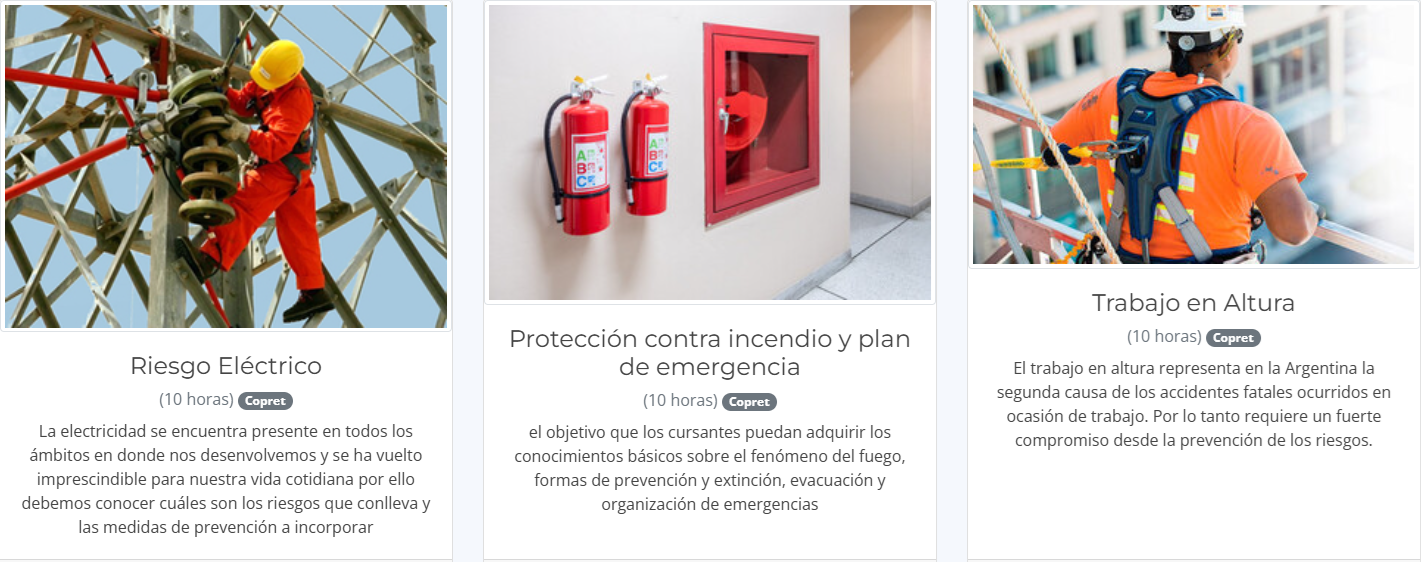 A
B
C
A
B
C
Riesgo Eléctrico
(10 horas) Copret
La electricidad se encuentra presente en todos los
ámbitos en donde nos desenvolvemos y se ha vuelto
imprescindible para nuestra vida cotidiana por ello
debemos conocer cuáles son los riesgos que conlleva y
las medidas de prevención a incorporar
Protección contra incendio y plan
de emergencia
(10 horas) Copret
el objetivo que los cursantes puedan adquirir los
conocimientos básicos sobre el fenómeno del fuego,
formas de prevención y extinción, evacuación y
organización de emergencias
Trabajo en Altura
(10 horas) Copret
El trabajo en altura representa en la Argentina la
segunda causa de los accidentes fatales ocurridos en
ocasión de trabajo. Por lo tanto requiere un fuerte
compromiso desde la prevención de los riesgos.